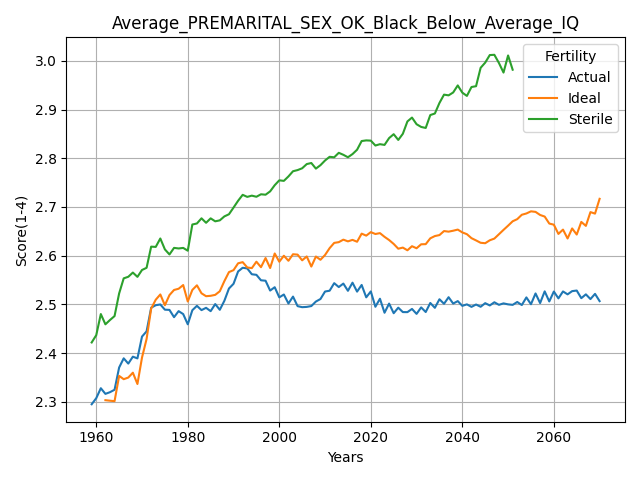 Average_PREMARITAL_SEX_OK_Black_Below_Average_IQ
Fertility
Actual
Ideal
Sterile
Score(1-4)
3.0
2.9
2.8
2.7
2.6
2.5
2.4
2.3
1960 1980 2000 2020 2040 2060
Years